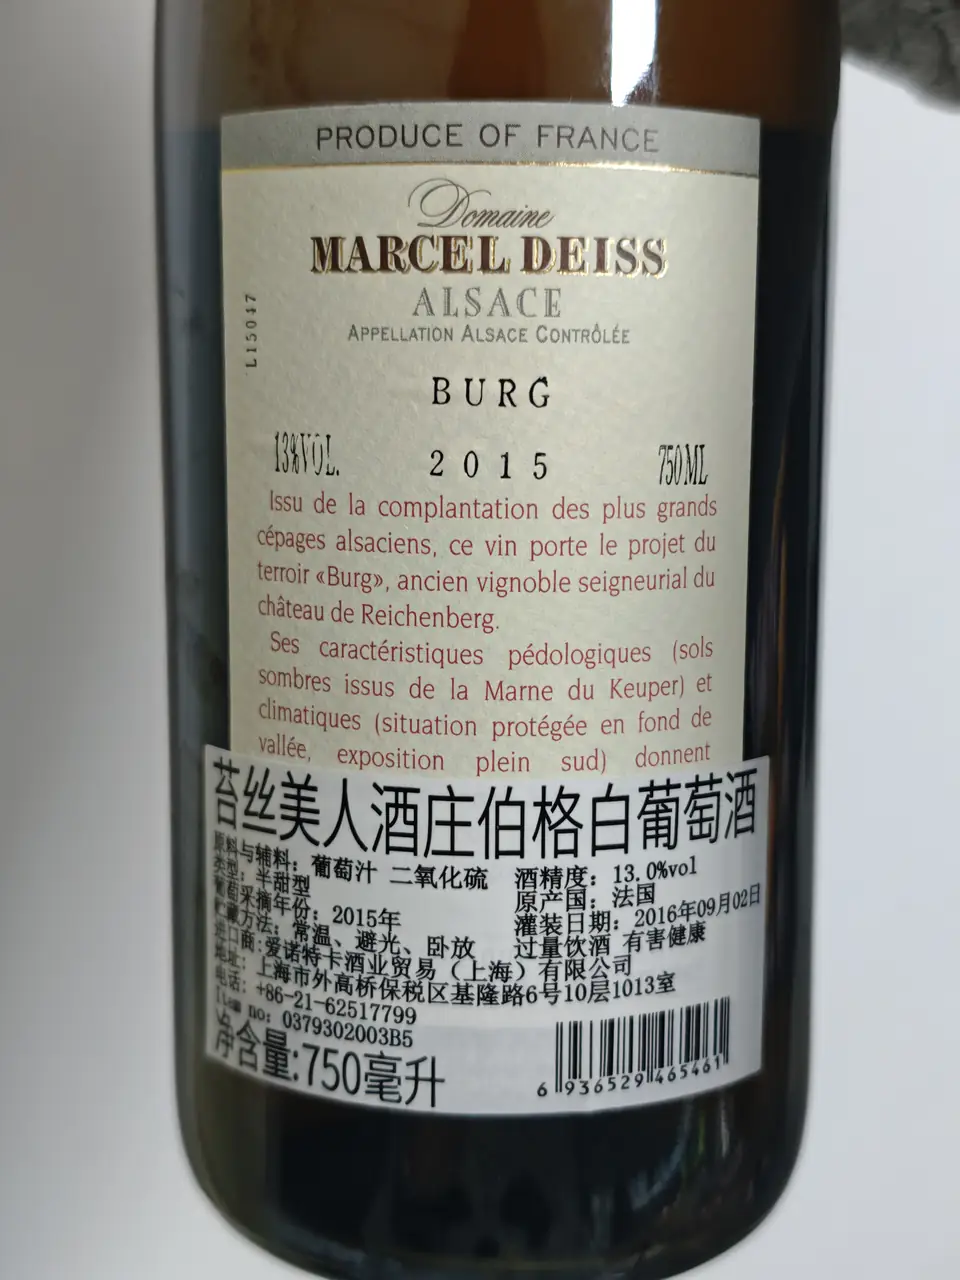 PRODUCE OF FRANCE
Domaine
MARCEL DEISS
ALSACE
APPELLATION ALSACE CONTRÔLÉE
L15047
BURG
13%VOL. 2015 750ML
Issu de la complantation des plus grands
cépages alsaciens, ce vin porte le projet du
terroir «Burg», ancien vignoble seigneurial du
château de Reichenberg.
Ses caractéristiques pédologiques (sols
sombres issus de la Marne du Keuper) et
climatiques (situation protégée en fond de
vallée, exposition plein sud) donnent
苔丝美人酒庄伯格白葡萄酒
原料与辅料: 葡萄汁 二氧化硫 酒精度: 13.0%vol
类型: 半甜型 原产国: 法国
葡萄采摘年份: 2015年 灌装日期: 2016年09月02日
贮藏方法: 常温、避光、卧放 过量饮酒 有害健康
进口商:爱诺特卡酒业贸易（上海）有限公司
地址: 上海市外高桥保税区基隆路6号10层1013室
电话: +86-21-62517799
Item no: 0379302003B5
净含量:750毫升
6 936529 465461